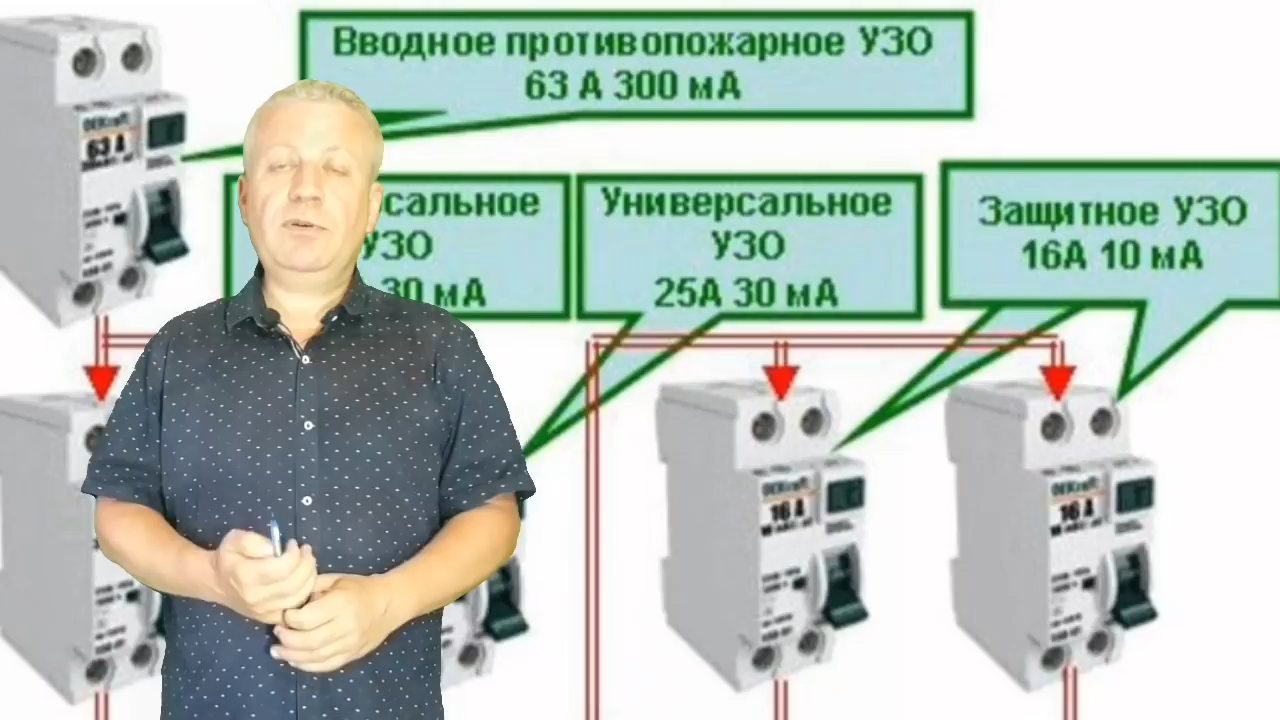 Вводное противопожарное УЗО
63 А 300 мА
сальное
УЗО
30 мА
Универсальное
УЗО
25А 30 мА
Защитное УЗО
16А 10 мА
63 А
16 А
16 А